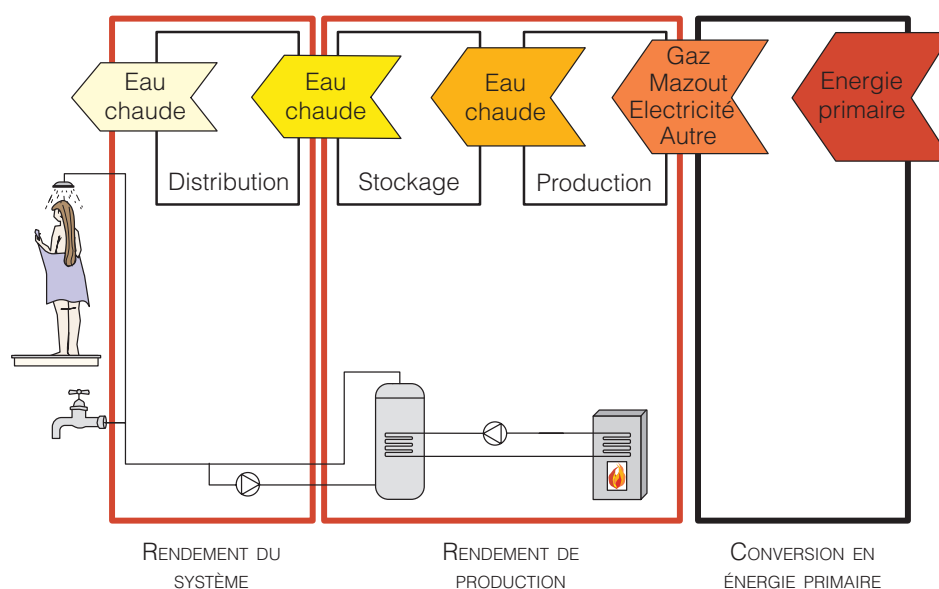 Eau
chaude
Eau
chaude
Eau
chaude
Gaz
Mazout
Electricité
Autre
Energie
primaire
Distribution
Stockage
Production
RENDEMENT DU
SYSTÈME
RENDEMENT DE
PRODUCTION
CONVERSION EN
ÉNERGIE PRIMAIRE